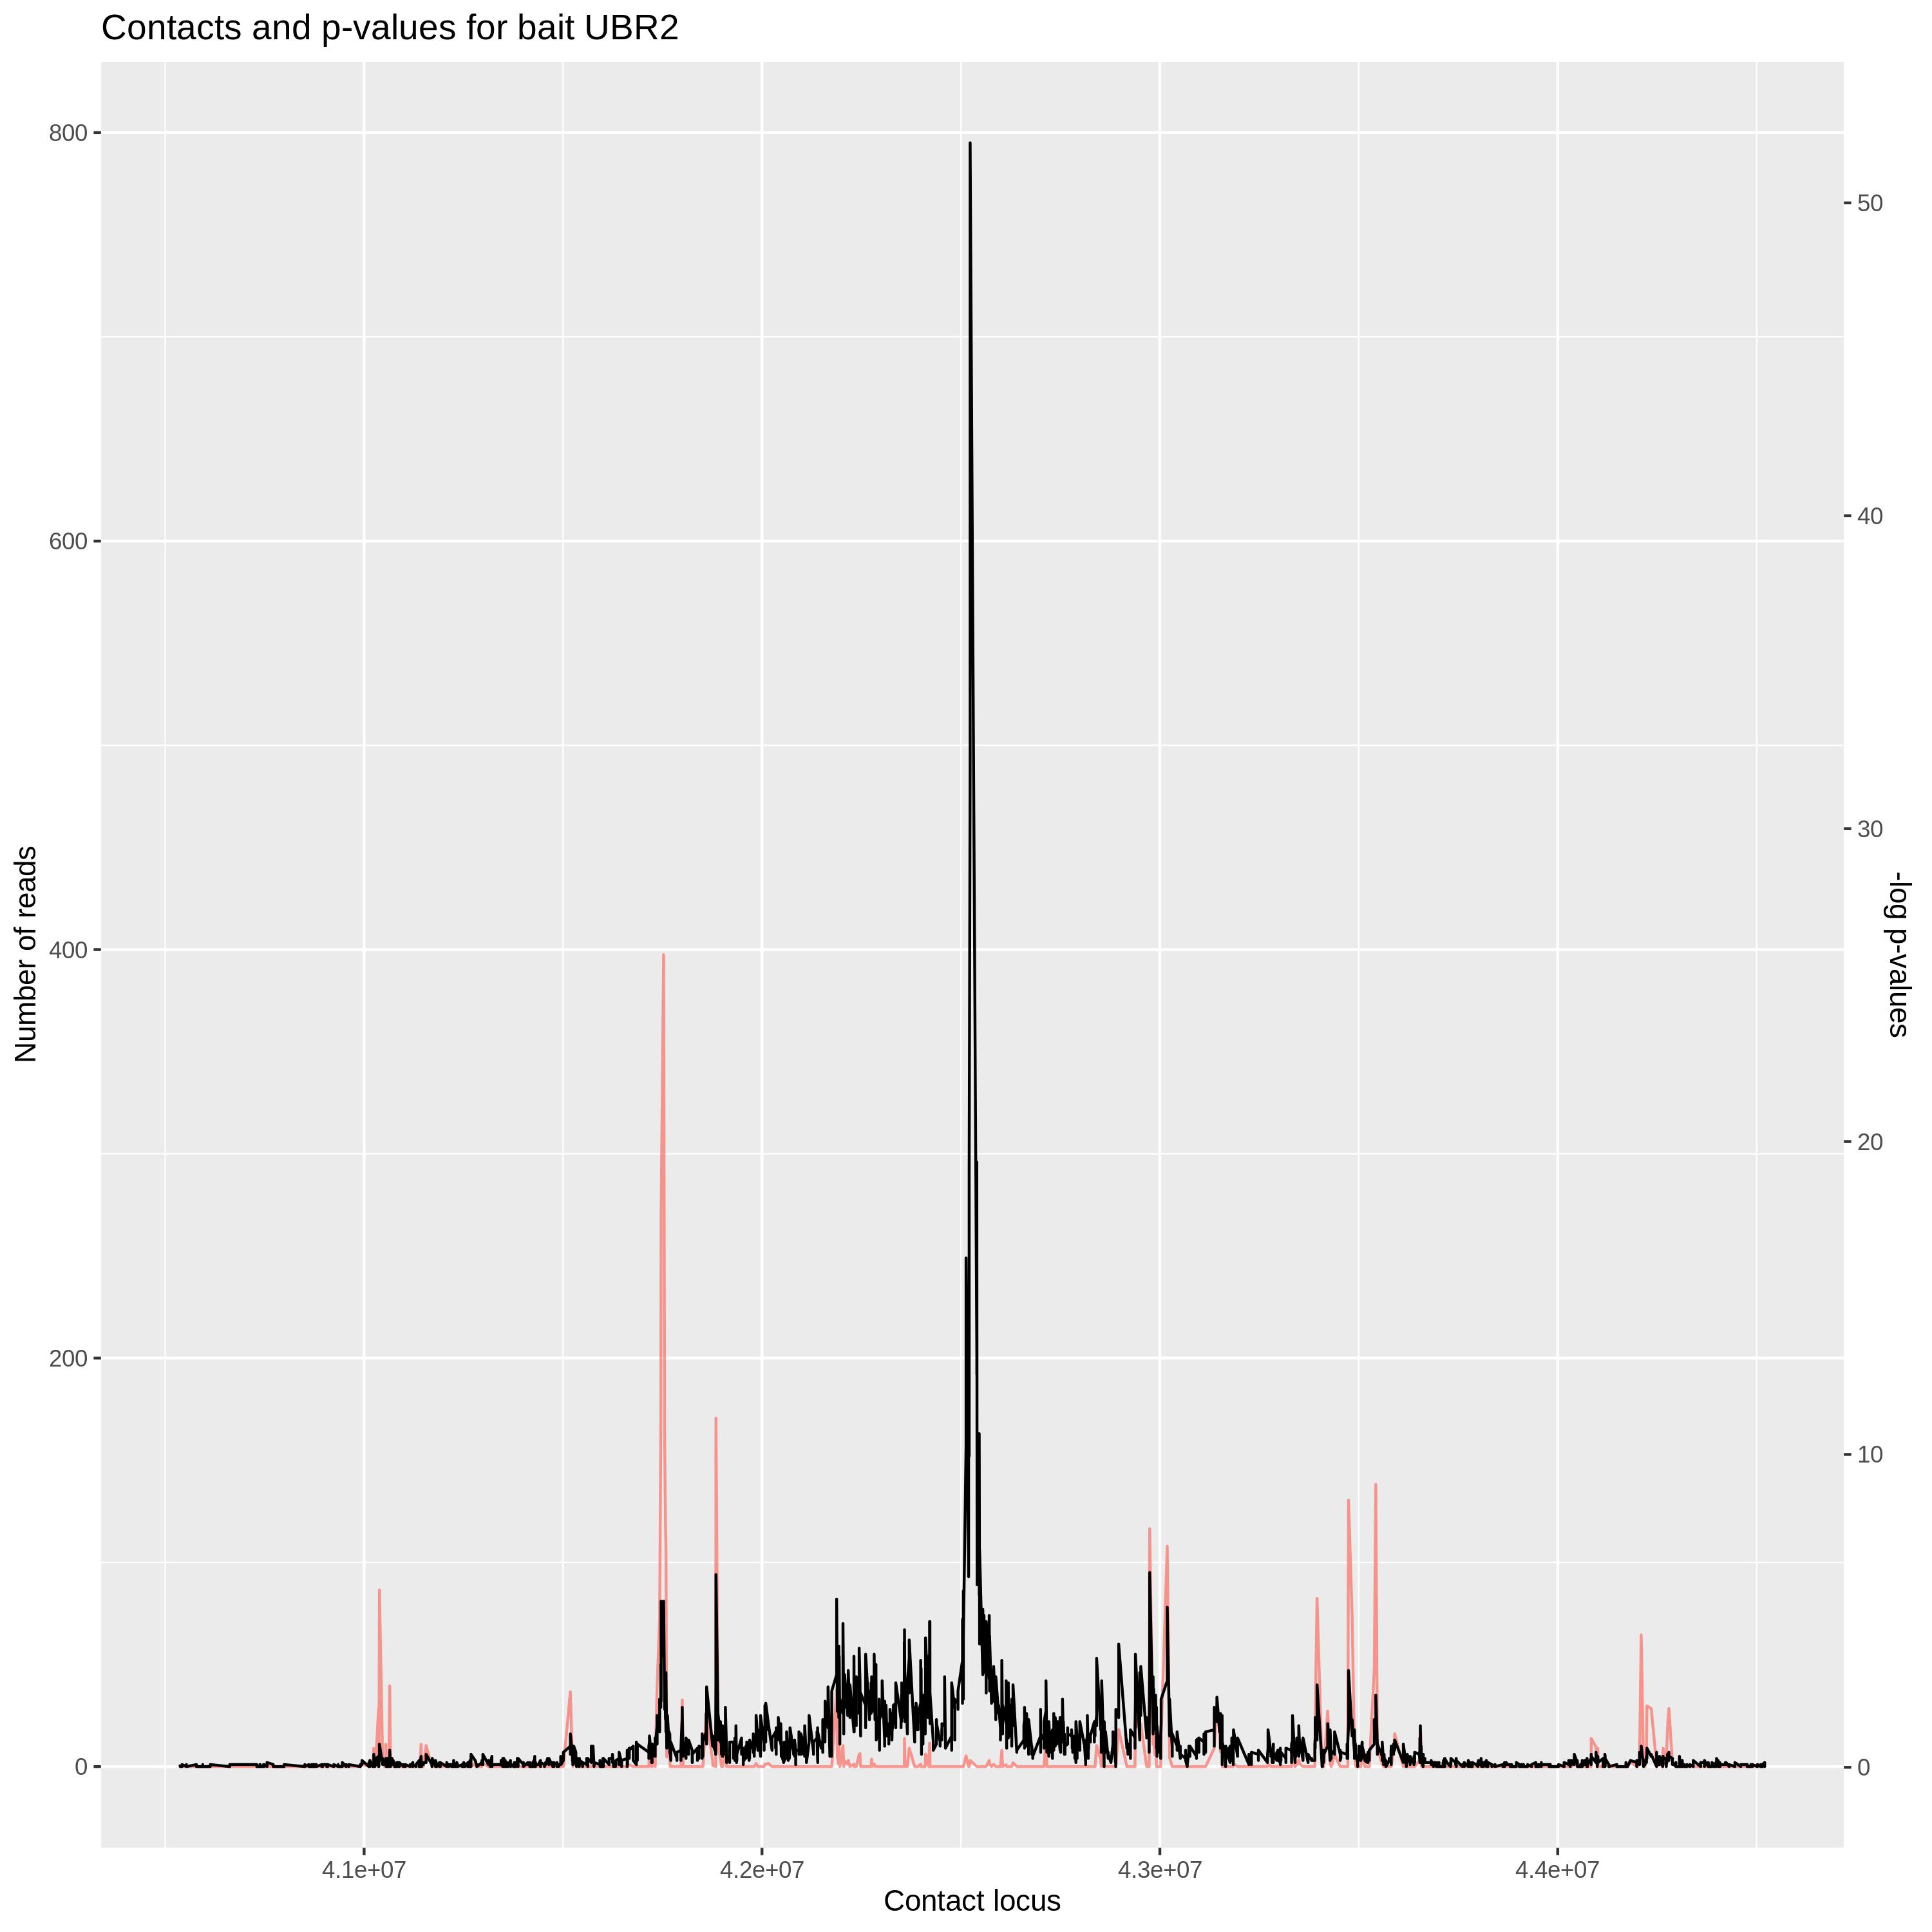 Contacts and p-values for bait UBR2
800
600
400
200
0
Number of reads
50
40
30
20
10
0
-log p-values
4.1e+07
4.2e+07
4.3e+07
4.4e+07
Contact locus